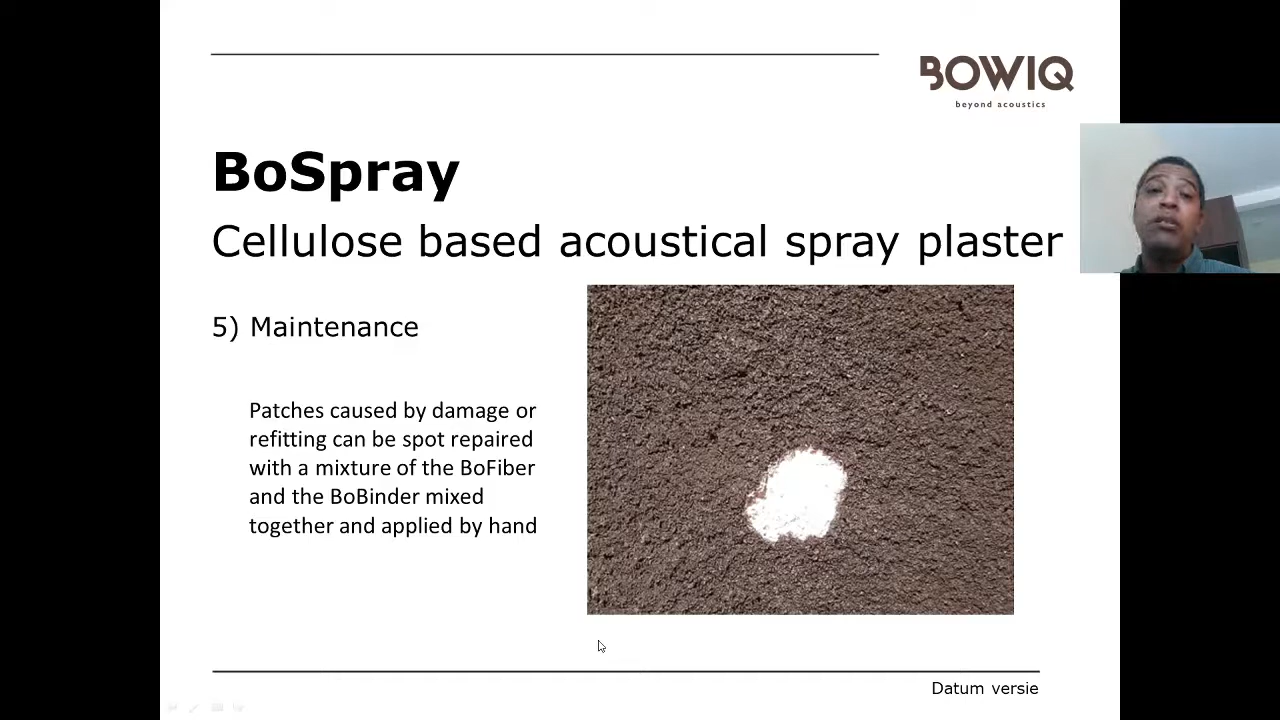 BOWIQ
beyond acoustics
BoSpray
Cellulose based acoustical spray plaster
5) Maintenance
Patches caused by damage or
refitting can be spot repaired
with a mixture of the BoFiber
and the BoBinder mixed
together and applied by hand
Datum versie